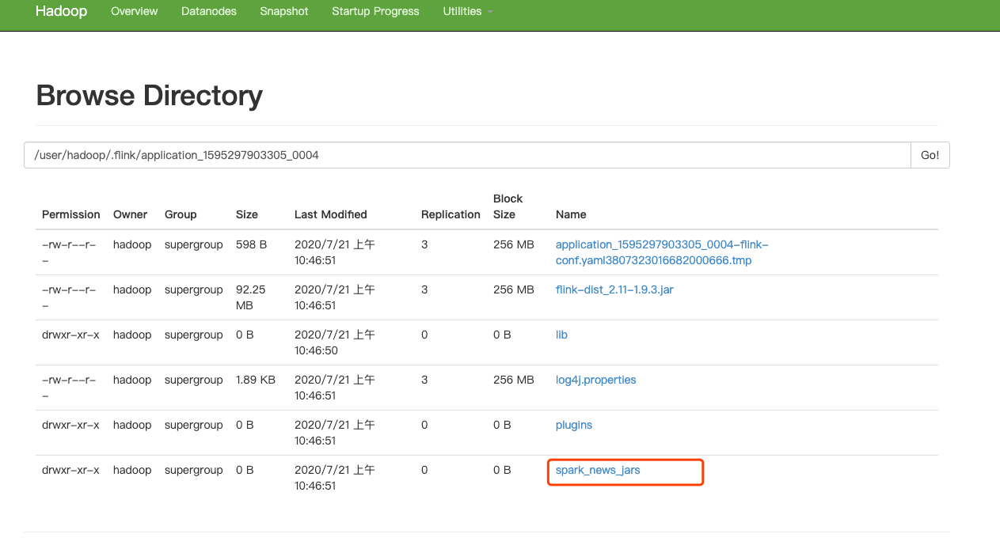 Hadoop Overview Datanodes Snapshot Startup Progress Utilities
Browse Directory
/user/hadoop/.flink/application_1595297903305_0004 Go!
Permission Owner Group Size Last Modified Replication Block Size Name
-rw-r--r-- hadoop supergroup 598 B 2020/7/21 上午 10:46:51 3 256 MB application_1595297903305_0004-flink-conf.yaml3807323016682000666.tmp
-rw-r--r-- hadoop supergroup 92.25 MB 2020/7/21 上午 10:46:51 3 256 MB flink-dist_2.11-1.9.3.jar
drwxr-xr-x hadoop supergroup 0 B 2020/7/21 上午 10:46:50 0 0 B lib
-rw-r--r-- hadoop supergroup 1.89 KB 2020/7/21 上午 10:46:51 3 256 MB log4j.properties
drwxr-xr-x hadoop supergroup 0 B 2020/7/21 上午 10:46:51 0 0 B plugins
drwxr-xr-x hadoop supergroup 0 B 2020/7/21 上午 10:46:51 0 0 B spark_news_jars